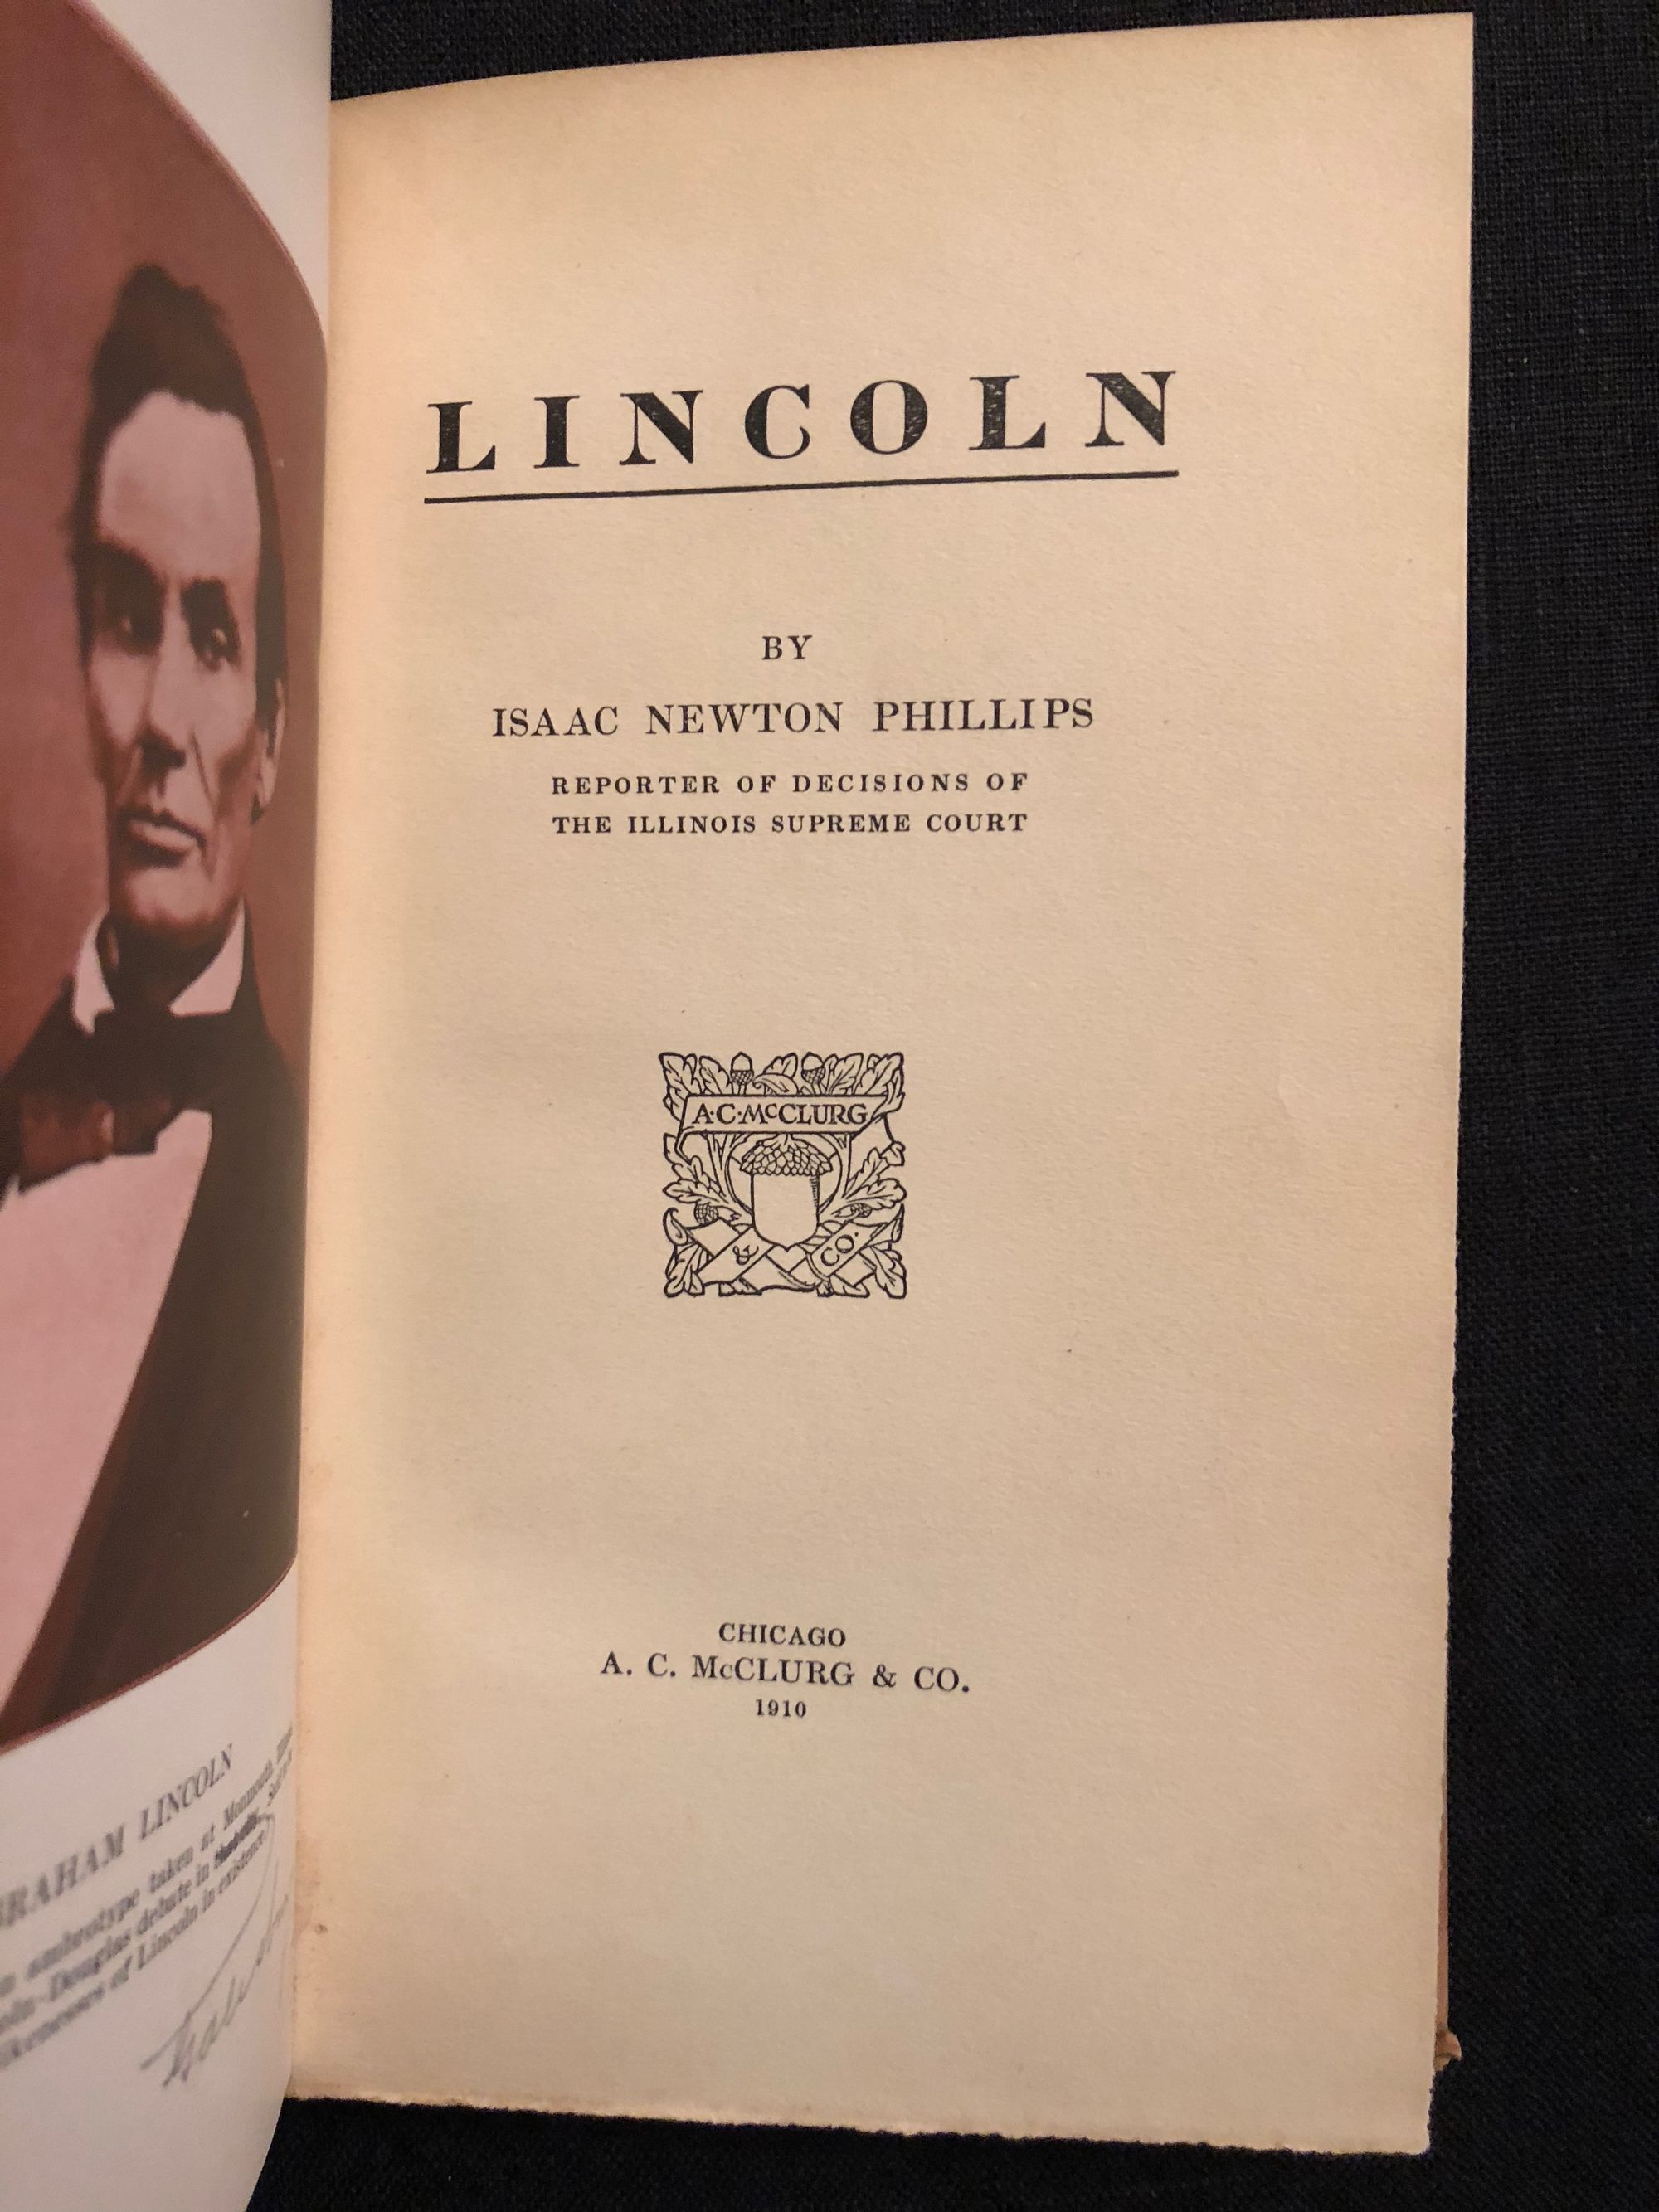 LINCOLN
BY
ISAAC NEWTON PHILLIPS
REPORTER OF DECISIONS OF
THE ILLINOIS SUPREME COURT
A·C·McCLURG
& CO.
CHICAGO
A. C. McCLURG & CO.
1910
LINCOLN
ambrotype taken at
Douglas debate in
of Lincoln in existence